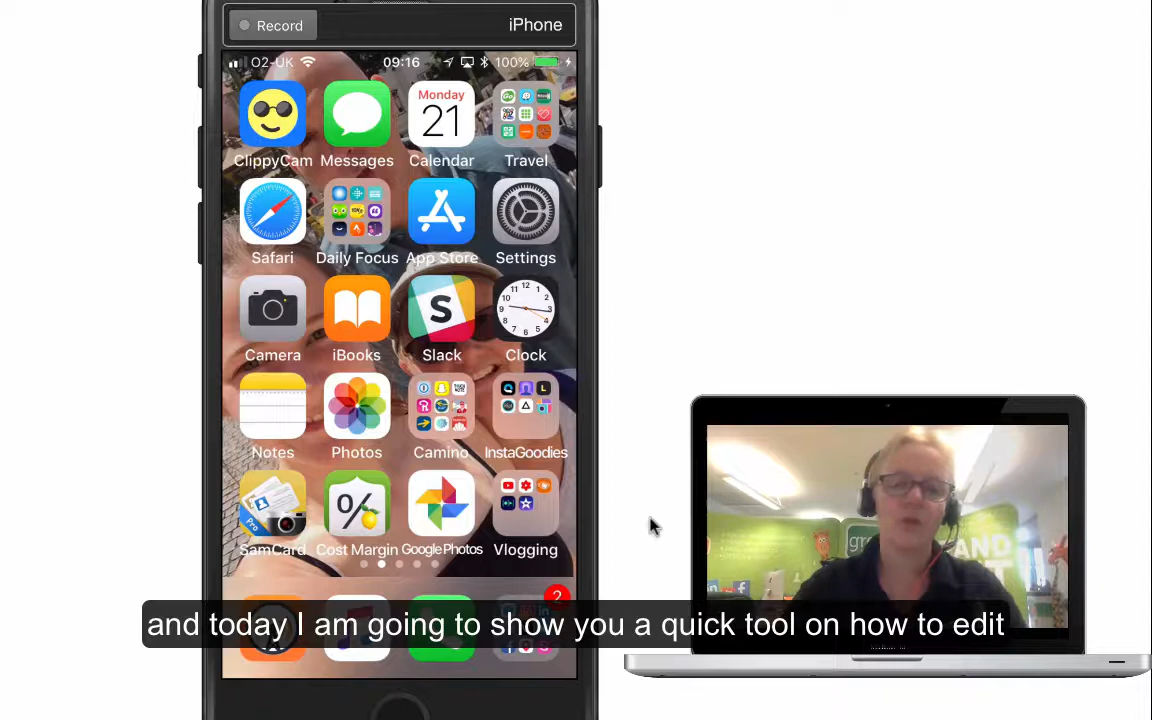 Record
iPhone
O2-UK 09:16 100%
Monday
21
ClippyCam Messages Calendar Travel
Safari Daily Focus App Store Settings
S
Camera iBooks Slack Clock
Notes Photos Camino InstaGoodies
Pro %
SamCard Cost Margin Google Photos Vlogging
2
and today I am going to show you a quick tool on how to edit